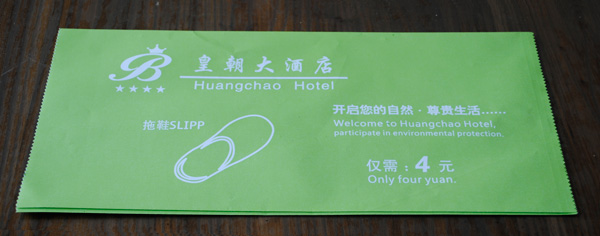 B
皇朝大酒店
Huangchao Hotel
拖鞋SLIPP
开启您的自然·尊贵生活......
Welcome to Huangchao Hotel,
participate in environmental protection.
仅需：4元
Only four yuan.